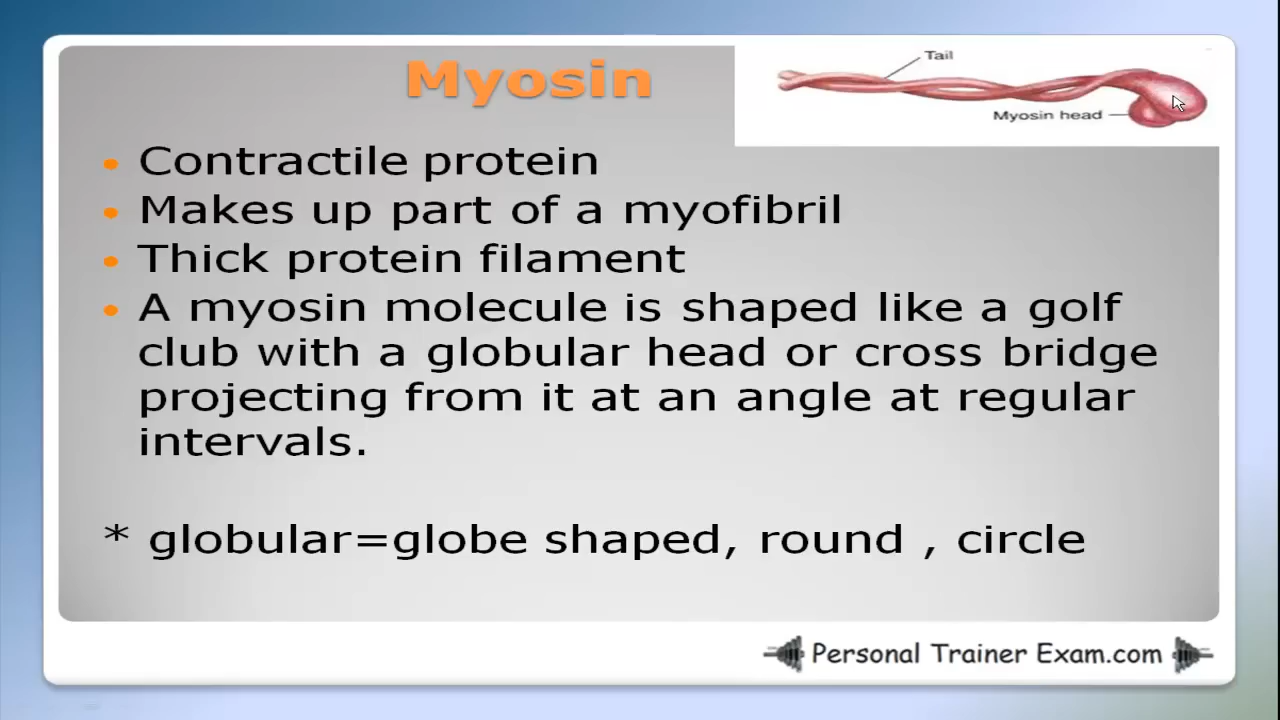 Myosin
Tail
Myosin head
• Contractile protein
• Makes up part of a myofibril
• Thick protein filament
• A myosin molecule is shaped like a golf
club with a globular head or cross bridge
projecting from it at an angle at regular
intervals.
* globular=globe shaped, round , circle
Personal Trainer Exam.com